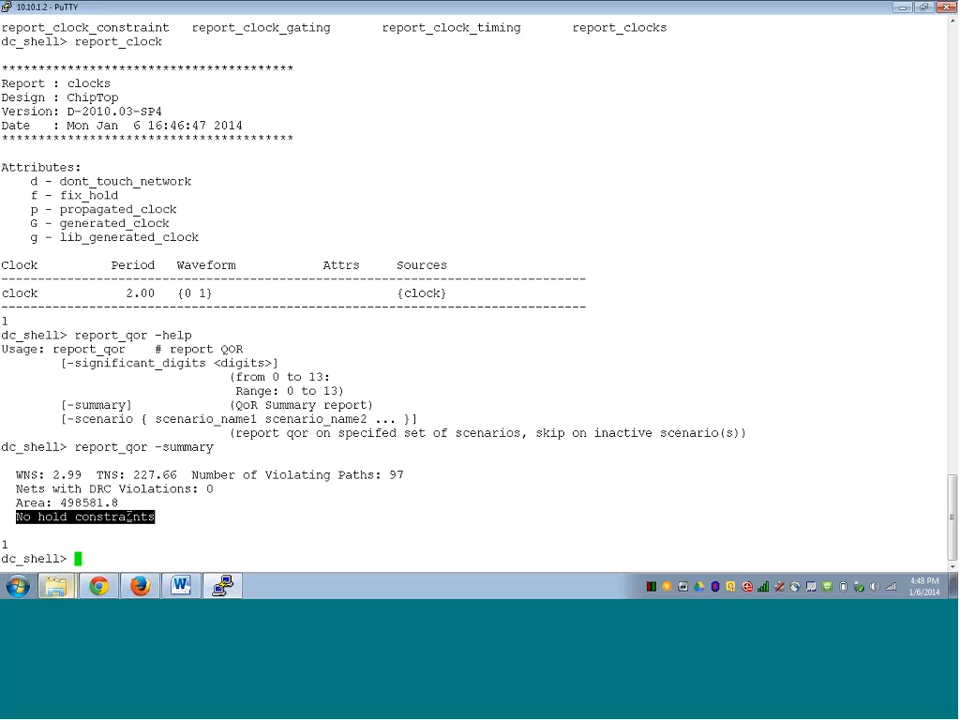 10.10.1.2 - PuTTY
report_clock_constraint   report_clock_gating       report_clock_timing       report_clocks
dc_shell> report_clock
****************************************
Report : clocks
Design : ChipTop
Version: D-2010.03-SP4
Date   : Mon Jan  6 16:46:47 2014
****************************************
Attributes:
    d - dont_touch_network
    f - fix_hold
    p - propagated_clock
    G - generated_clock
    g - lib_generated_clock
Clock          Period   Waveform            Attrs     Sources
--------------------------------------------------------------------------------
clock            2.00   {0 1}                         {clock}
--------------------------------------------------------------------------------
1
dc_shell> report_qor -help
Usage: report_qor    # report QOR
        [-significant_digits <digits>]
                               (from 0 to 13:
                                Range: 0 to 13)
        [-summary]             (QoR Summary report)
        [-scenario { scenario_name1 scenario_name2 ... }]
                               (report qor on specifed set of scenarios, skip on inactive scenario(s))
dc_shell> report_qor -summary
  WNS: 2.99  TNS: 227.66  Number of Violating Paths: 97
  Nets with DRC Violations: 0
  Area: 498581.8
  No hold constraints
1
dc_shell>
4:48 PM
1/6/2014